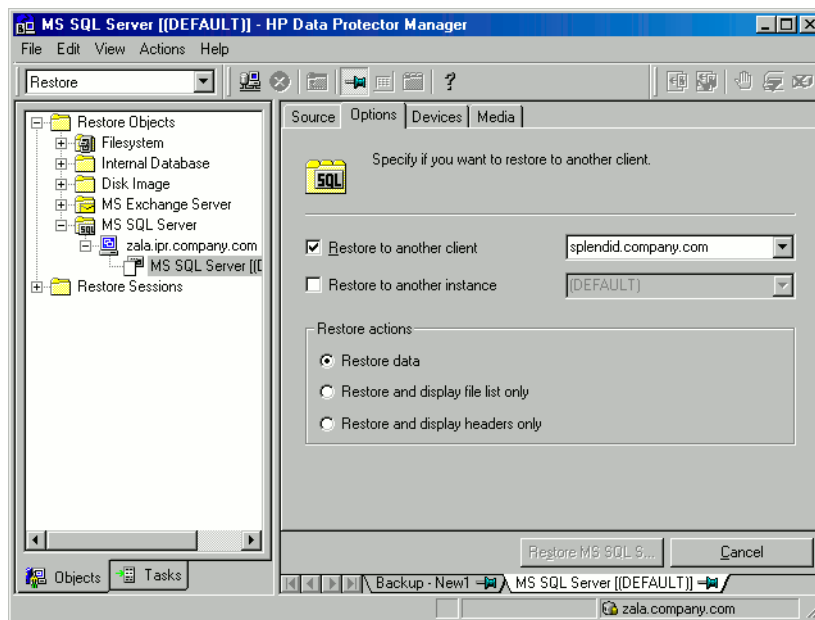 MS SQL Server [(DEFAULT)] - HP Data Protector Manager
File Edit View Actions Help
Restore
?
Restore Objects
Filesystem
Internal Database
Disk Image
MS Exchange Server
MS SQL Server
zala.ipr.company.com
MS SQL Server [(D
Restore Sessions
Objects Tasks
Source Options Devices Media
Specify if you want to restore to another client.
SQL
Restore to another client splendid.company.com
Restore to another instance (DEFAULT)
Restore actions
Restore data
Restore and display file list only
Restore and display headers only
Restore MS SQL S... Cancel
Backup - New1 MS SQL Server [(DEFAULT)]
zala.company.com